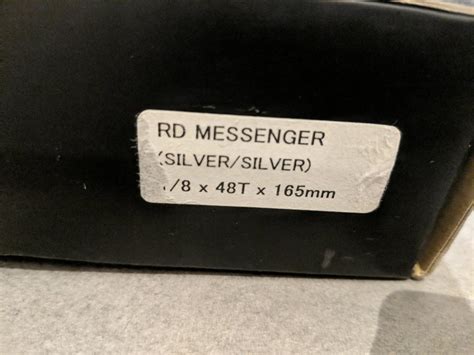 RD MESSENGER
(SILVER/SILVER)
/8 x 48T x 165mm